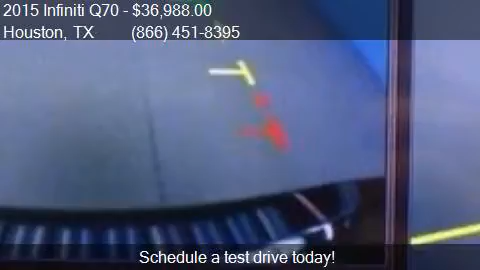 2015 Infiniti Q70 - $36,988.00
Houston, TX (866) 451-8395
Schedule a test drive today!